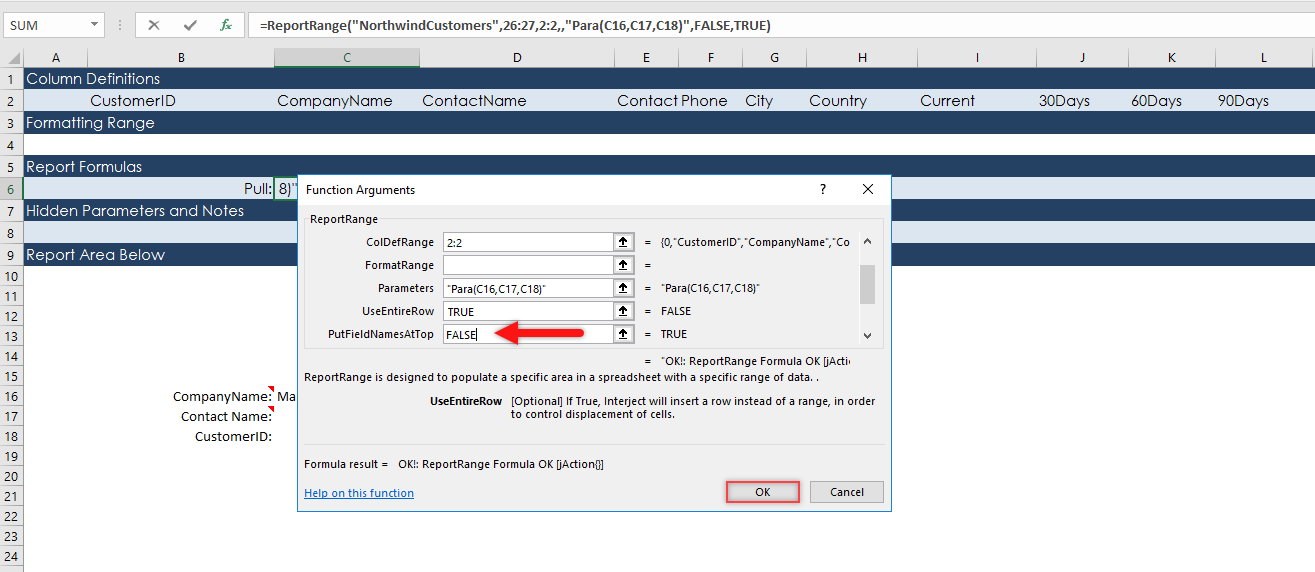 SUM =ReportRange("NorthwindCustomers",26:27,2:2,,"Para(C16,C17,C18)",FALSE,TRUE)
A B C D E F G H I J K L
1 Column Definitions
2 CustomerID CompanyName ContactName Contact Phone City Country Current 30Days 60Days 90Days
3 Formatting Range
4
5 Report Formulas
6 Pull: 8)"
7 Hidden Parameters and Notes
8
9 Report Area Below
10
11
12
13
14
15
16 CompanyName: Ma
17 Contact Name:
18 CustomerID:
19
20
21
22
23
24
Function Arguments ?
ReportRange
ColDefRange 2:2 = {0,"CustomerID","CompanyName","Co
FormatRange =
Parameters "Para(C16,C17,C18)" = "Para(C16,C17,C18)"
UseEntireRow TRUE = FALSE
PutFieldNamesAtTop FALSE = TRUE
= "OK!: ReportRange Formula OK [jActi
ReportRange is designed to populate a specific area in a spreadsheet with a specific range of data. .
UseEntireRow [Optional] If True, Interject will insert a row instead of a range, in order
to control displacement of cells.
Formula result = OK!: ReportRange Formula OK [jAction{}]
Help on this function OK Cancel